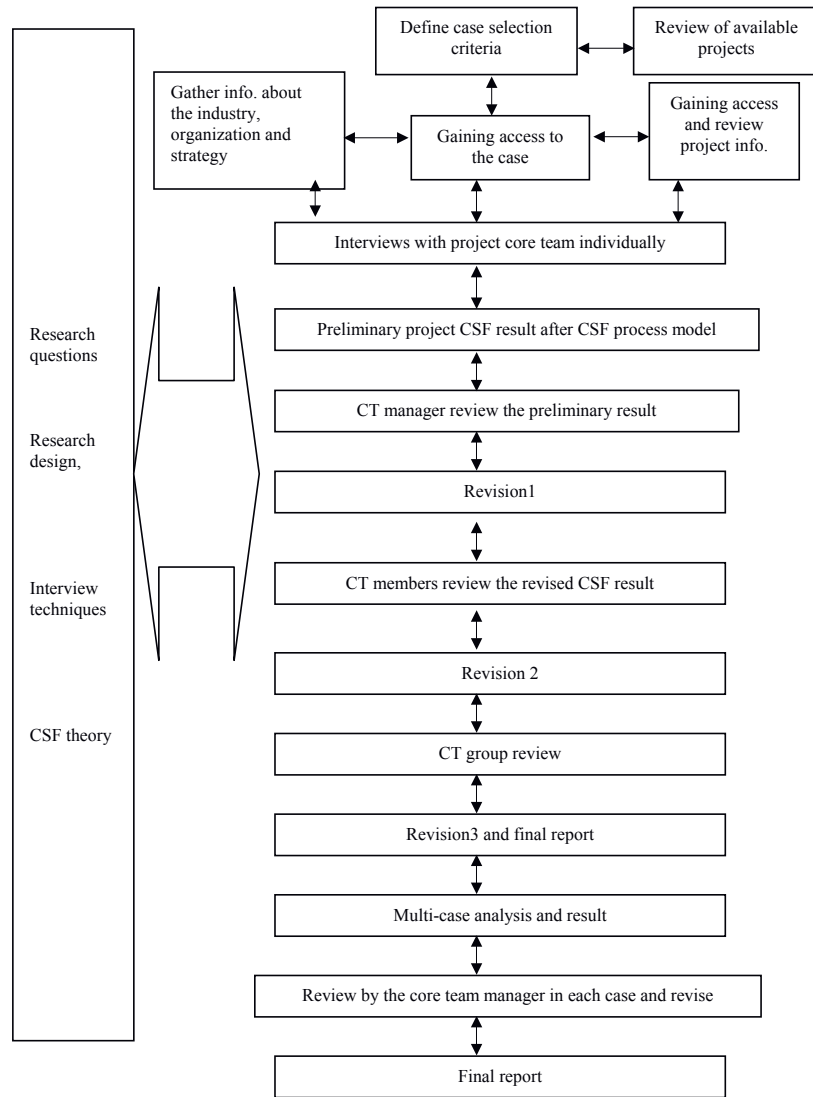 Define case selection
criteria
Review of available
projects
Gather info. about
the industry,
organization and
strategy
Gaining access to
the case
Gaining access
and review
project info.
Interviews with project core team individually
Preliminary project CSF result after CSF process model
CT manager review the preliminary result
Revision1
CT members review the revised CSF result
Revision 2
CT group review
Revision3 and final report
Multi-case analysis and result
Review by the core team manager in each case and revise
Final report
Research
questions
Research
design,
Interview
techniques
CSF theory